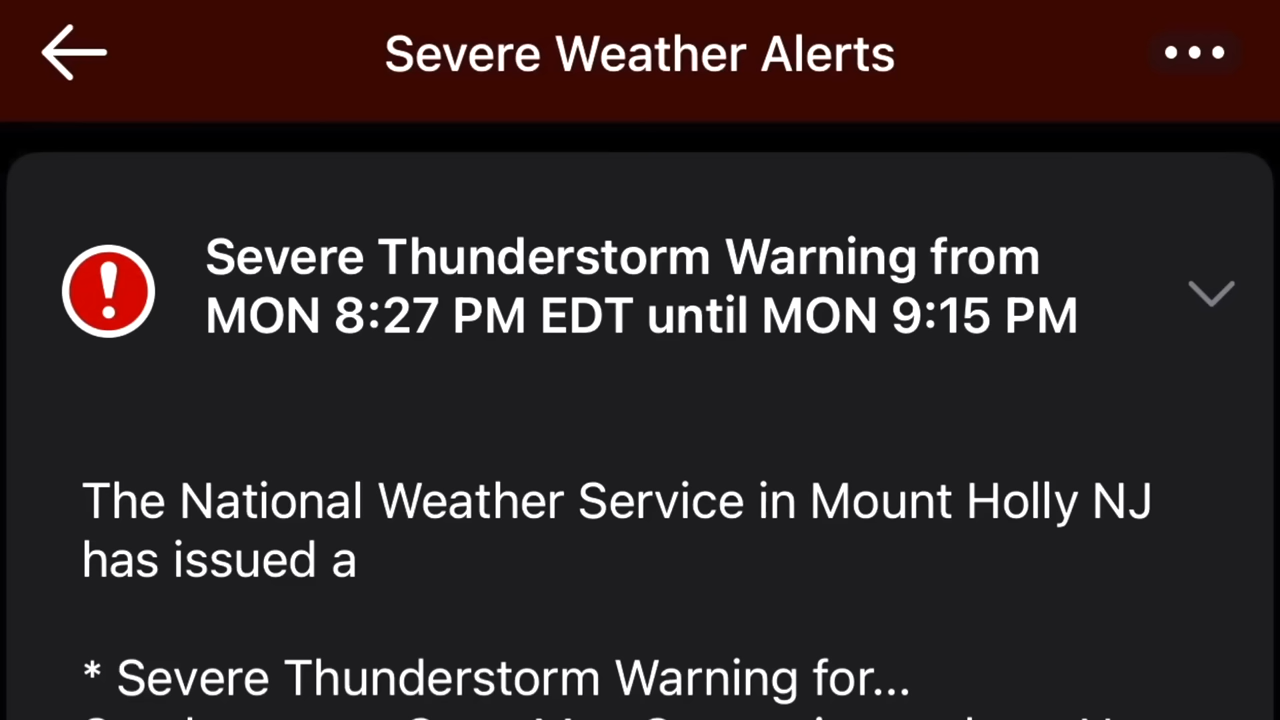 Severe Weather Alerts
Severe Thunderstorm Warning from
MON 8:27 PM EDT until MON 9:15 PM
The National Weather Service in Mount Holly NJ
has issued a
* Severe Thunderstorm Warning for...